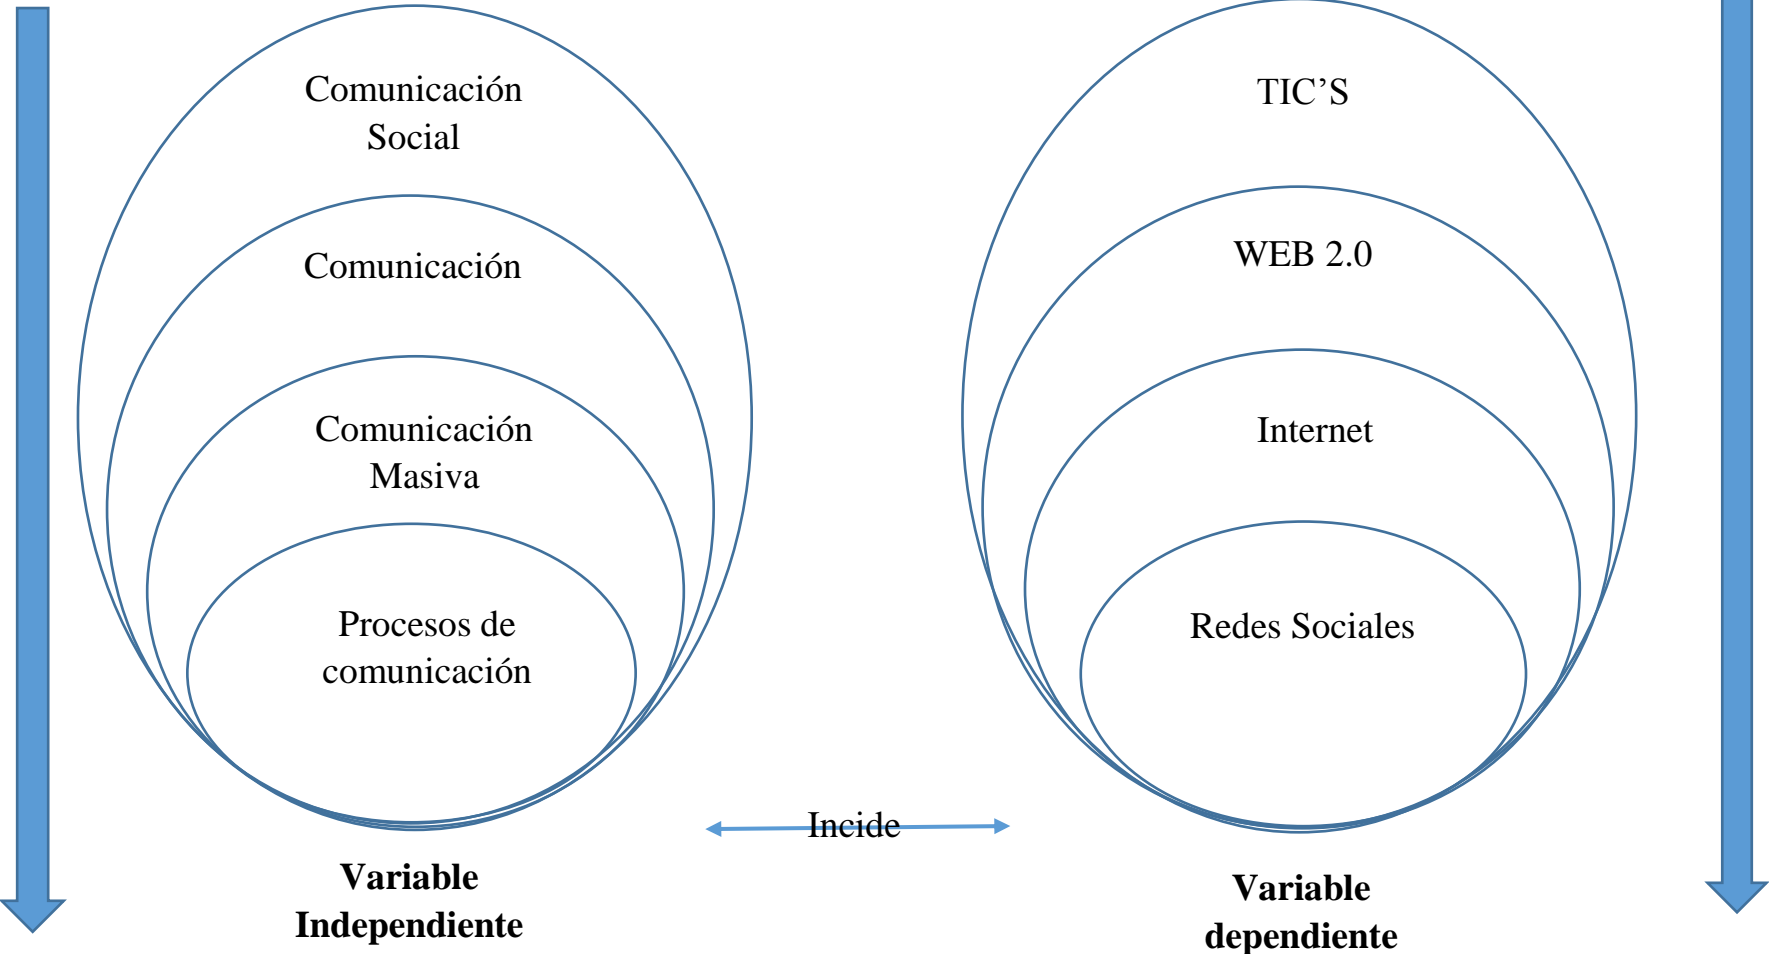 Comunicación
Social
Comunicación
Comunicación
Masiva
Procesos de
comunicación
TIC’S
WEB 2.0
Internet
Redes Sociales
Incide
Variable
Independiente
Variable
dependiente